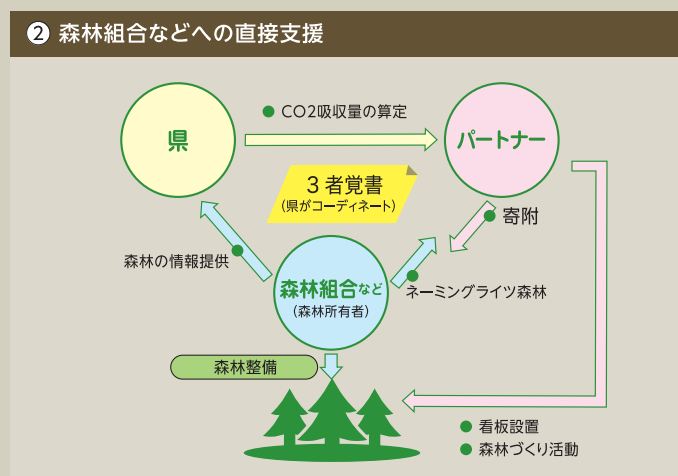 ② 森林組合などへの直接支援
県
● CO2吸収量の算定
パートナー
3者覚書
(県がコーディネート)
● 寄附
森林の情報提供
森林組合など
(森林所有者)
ネーミングライツ森林
森林整備
● 看板設置
● 森林づくり活動